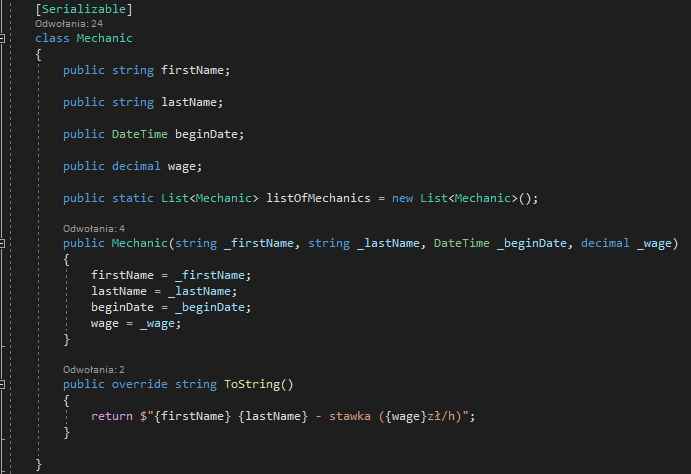 [Serializable]
Odwołania: 24
class Mechanic
{
public string firstName;
public string lastName;
public DateTime beginDate;
public decimal wage;
public static List<Mechanic> listOfMechanics = new List<Mechanic>();
Odwołania: 4
public Mechanic(string _firstName, string _lastName, DateTime _beginDate, decimal _wage)
{
firstName = _firstName;
lastName = _lastName;
beginDate = _beginDate;
wage = _wage;
}
Odwołania: 2
public override string ToString()
{
return $"{firstName} {lastName} - stawka ({wage}zł/h)";
}
}